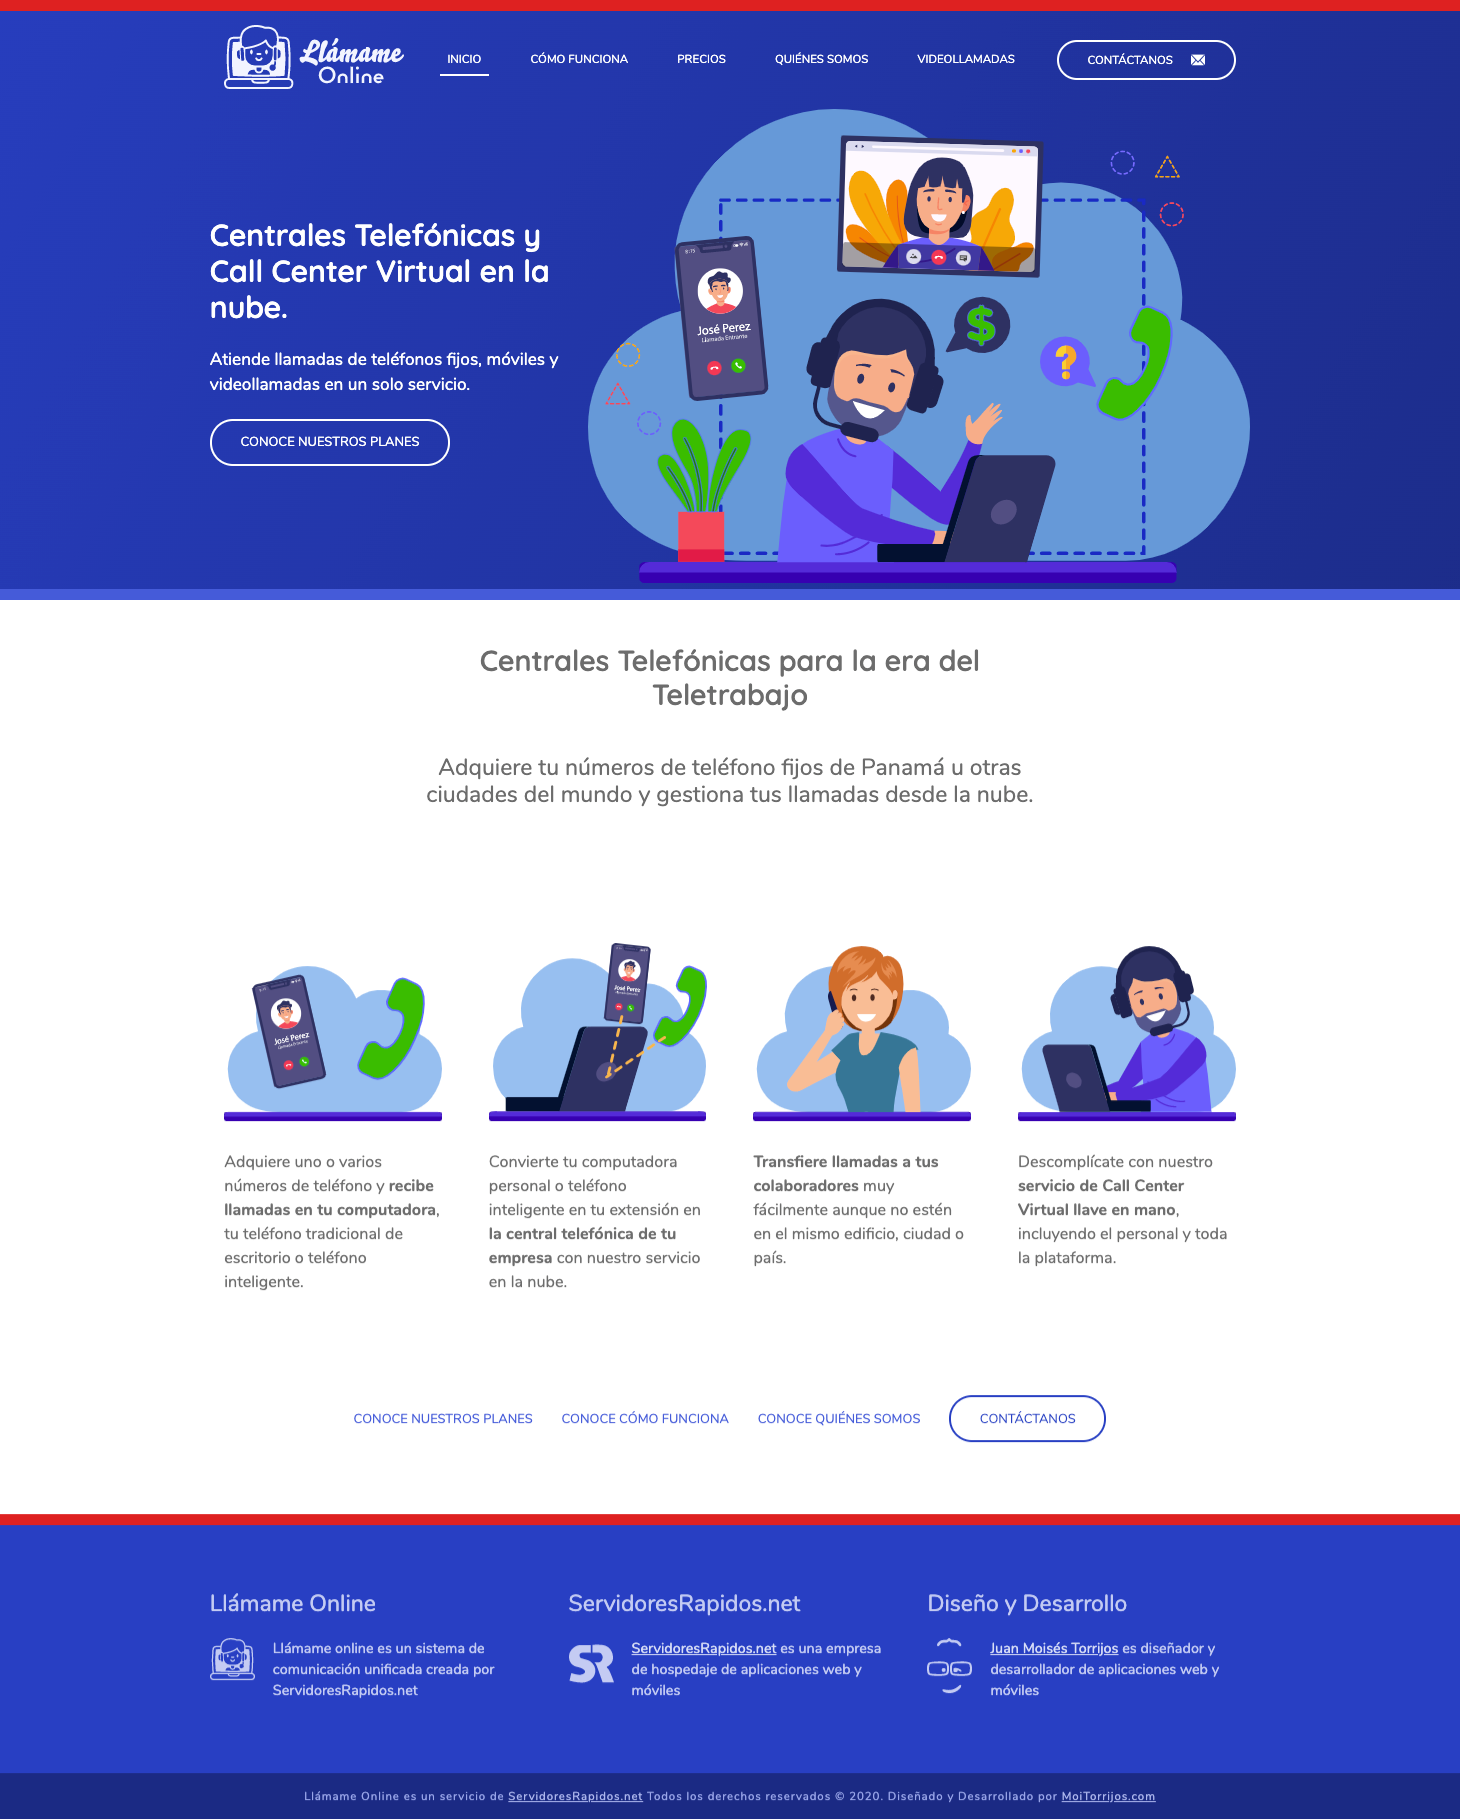 Llámame
Online
INICIO
CÓMO FUNCIONA
PRECIOS
QUIÉNES SOMOS
VIDEOLLAMADAS
CONTÁCTANOS
Centrales Telefónicas y
Call Center Virtual en la
nube.
Atiende llamadas de teléfonos fijos, móviles y
videollamadas en un solo servicio.
CONOCE NUESTROS PLANES
José Perez
Llamada Entrante
$
?
Centrales Telefónicas para la era del
Teletrabajo
Adquiere tu números de teléfono fijos de Panamá u otras
ciudades del mundo y gestiona tus llamadas desde la nube.
José Perez
Llamada Entrante
José Perez
Adquiere uno o varios
números de teléfono y recibe
llamadas en tu computadora,
tu teléfono tradicional de
escritorio o teléfono
inteligente.
Convierte tu computadora
personal o teléfono
inteligente en tu extensión en
la central telefónica de tu
empresa con nuestro servicio
en la nube.
Transfiere llamadas a tus
colaboradores muy
fácilmente aunque no estén
en el mismo edificio, ciudad o
país.
Descomplícate con nuestro
servicio de Call Center
Virtual llave en mano,
incluyendo el personal y toda
la plataforma.
CONOCE NUESTROS PLANES
CONOCE CÓMO FUNCIONA
CONOCE QUIÉNES SOMOS
CONTÁCTANOS
Llámame Online
Llámame online es un sistema de
comunicación unificada creada por
ServidoresRapidos.net
ServidoresRapidos.net
SR
ServidoresRapidos.net es una empresa
de hospedaje de aplicaciones web y
móviles
Diseño y Desarrollo
Juan Moisés Torrijos es diseñador y
desarrollador de aplicaciones web y
móviles
Llámame Online es un servicio de ServidoresRapidos.net Todos los derechos reservados © 2020. Diseñado y Desarrollado por MoiTorrijos.com